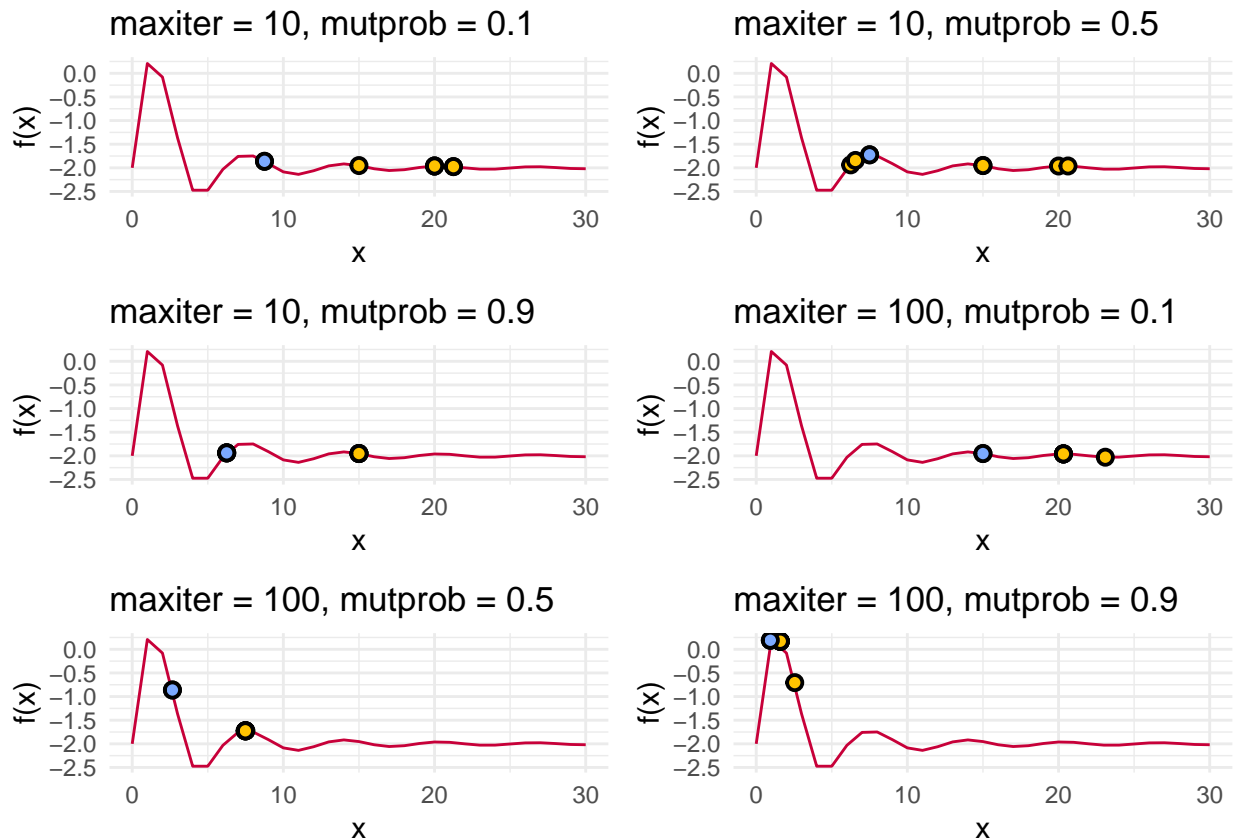 maxiter = 10, mutprob = 0.1
f(x)
0.0
−0.5
−1.0
−1.5
−2.0
−2.5
0 10 20 30
x
maxiter = 10, mutprob = 0.5
f(x)
0.0
−0.5
−1.0
−1.5
−2.0
−2.5
0 10 20 30
x
maxiter = 10, mutprob = 0.9
f(x)
0.0
−0.5
−1.0
−1.5
−2.0
−2.5
0 10 20 30
x
maxiter = 100, mutprob = 0.1
f(x)
0.0
−0.5
−1.0
−1.5
−2.0
−2.5
0 10 20 30
x
maxiter = 100, mutprob = 0.5
f(x)
0.0
−0.5
−1.0
−1.5
−2.0
−2.5
0 10 20 30
x
maxiter = 100, mutprob = 0.9
f(x)
0.0
−0.5
−1.0
−1.5
−2.0
−2.5
0 10 20 30
x